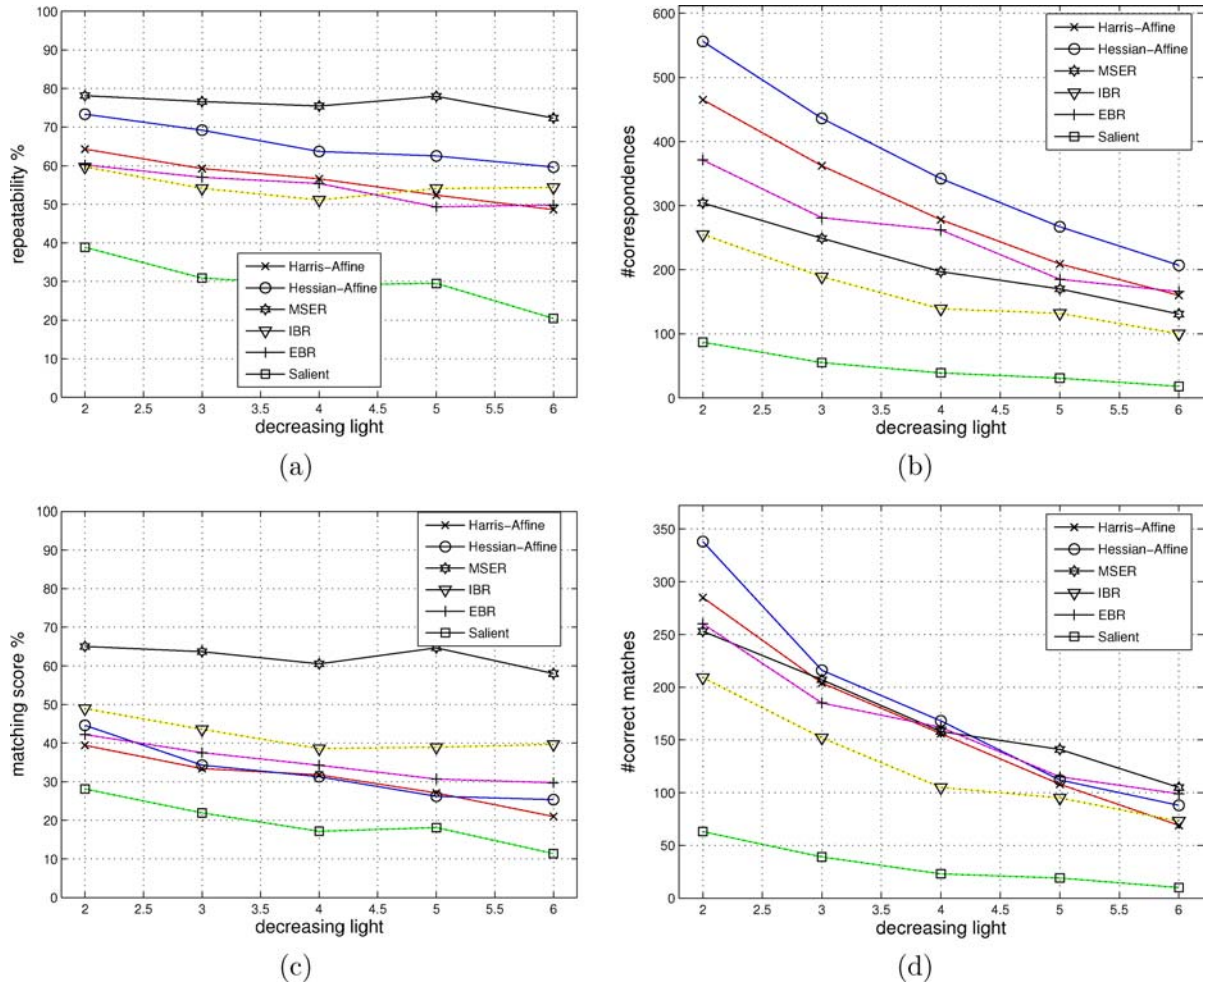 100
90
80
70
60
50
40
30
20
10
0
repeatability %
Harris-Affine
Hessian-Affine
MSER
IBR
EBR
Salient
2 2.5 3 3.5 4 4.5 5 5.5 6
decreasing light
(a)
600
500
400
300
200
100
0
#correspondences
Harris-Affine
Hessian-Affine
MSER
IBR
EBR
Salient
2 2.5 3 3.5 4 4.5 5 5.5 6
decreasing light
(b)
100
90
80
70
60
50
40
30
20
10
0
matching score %
Harris-Affine
Hessian-Affine
MSER
IBR
EBR
Salient
2 2.5 3 3.5 4 4.5 5 5.5 6
decreasing light
(c)
350
300
250
200
150
100
50
0
#correct matches
Harris-Affine
Hessian-Affine
MSER
IBR
EBR
Salient
2 2.5 3 3.5 4 4.5 5 5.5 6
decreasing light
(d)